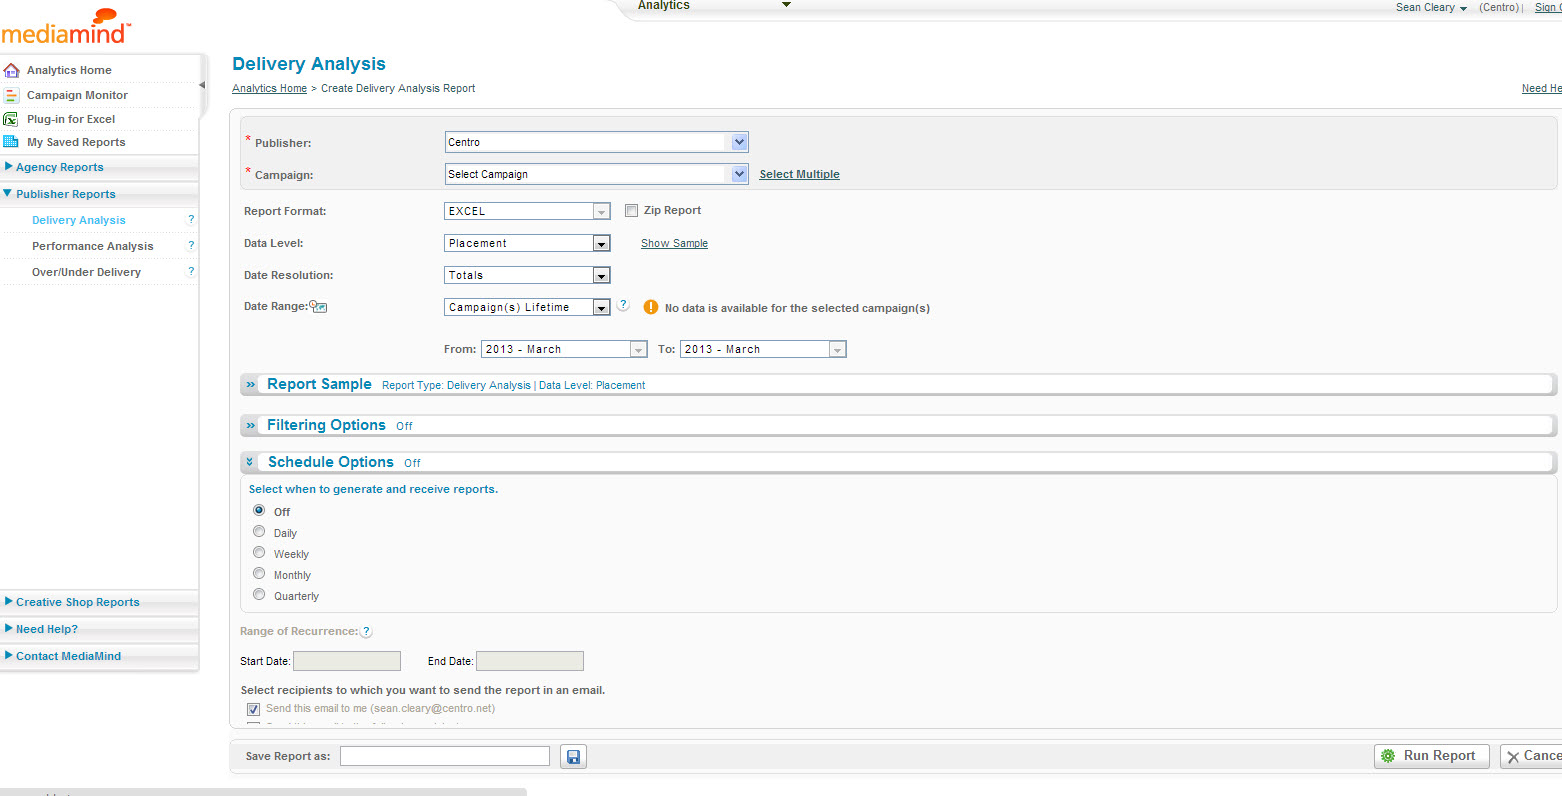 Analytics
Sean Cleary (Centro) | Sign
mediamind™
Analytics Home
Campaign Monitor
Plug-in for Excel
My Saved Reports
Agency Reports
Publisher Reports
Delivery Analysis ?
Performance Analysis ?
Over/Under Delivery ?
Creative Shop Reports
Need Help?
Contact MediaMind
Delivery Analysis
Analytics Home > Create Delivery Analysis Report
Need He
* Publisher: Centro
* Campaign: Select Campaign Select Multiple
Report Format: EXCEL Zip Report
Data Level: Placement Show Sample
Date Resolution: Totals
Date Range: Campaign(s) Lifetime ? ! No data is available for the selected campaign(s)
From: 2013 - March To: 2013 - March
» Report Sample Report Type: Delivery Analysis | Data Level: Placement
» Filtering Options Off
Schedule Options Off
Select when to generate and receive reports.
Off
Daily
Weekly
Monthly
Quarterly
Range of Recurrence: ?
Start Date: End Date:
Select recipients to which you want to send the report in an email.
Send this email to me (sean.cleary@centro.net)
Save Report as: Run Report Cance